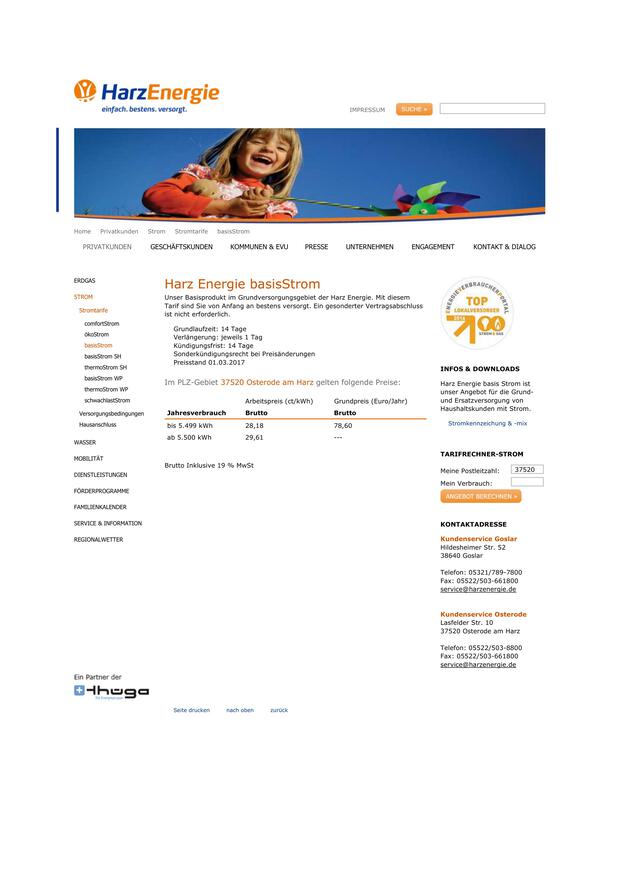 HarzEnergie
einfach. bestens. versorgt.
IMPRESSUM
SUCHE »
Home Privatkunden Strom Stromtarife basisStrom
PRIVATKUNDEN GESCHÄFTSKUNDEN KOMMUNEN & EVU PRESSE UNTERNEHMEN ENGAGEMENT KONTAKT & DIALOG
ERDGAS
STROM
Stromtarife
comfortStrom
ökoStrom
basisStrom
basisStrom SH
thermoStrom SH
basisStrom WP
thermoStrom WP
schwachlastStrom
Versorgungsbedingungen
Hausanschluss
WASSER
MOBILITÄT
DIENSTLEISTUNGEN
FÖRDERPROGRAMME
FAMILIENKALENDER
SERVICE & INFORMATION
REGIONALWETTER
Harz Energie basisStrom
Unser Basisprodukt im Grundversorgungsgebiet der Harz Energie. Mit diesem
Tarif sind Sie von Anfang an bestens versorgt. Ein gesonderter Vertragsabschluss
ist nicht erforderlich.
Grundlaufzeit: 14 Tage
Verlängerung: jeweils 1 Tag
Kündigungsfrist: 14 Tage
Sonderkündigungsrecht bei Preisänderungen
Preisstand 01.03.2017
Im PLZ-Gebiet 37520 Osterode am Harz gelten folgende Preise:
Arbeitspreis (ct/kWh) Grundpreis (Euro/Jahr)
Jahresverbrauch Brutto Brutto
bis 5.499 kWh 28,18 78,60
ab 5.500 kWh 29,61 ---
Brutto Inklusive 19 % MwSt
ENERGIEVERBRAUCHERPORTAL
TOP
LOKALVERSORGER
2016
STROM & GAS
INFOS & DOWNLOADS
Harz Energie basis Strom ist
unser Angebot für die Grund-
und Ersatzversorgung von
Haushaltskunden mit Strom.
Stromkennzeichung & -mix
TARIFRECHNER-STROM
Meine Postleitzahl: 37520
Mein Verbrauch:
ANGEBOT BERECHNEN »
KONTAKTADRESSE
Kundenservice Goslar
Hildesheimer Str. 52
38640 Goslar
Telefon: 05321/789-7800
Fax: 05522/503-661800
service@harzenergie.de
Kundenservice Osterode
Lasfelder Str. 10
37520 Osterode am Harz
Telefon: 05522/503-8800
Fax: 05522/503-661800
service@harzenergie.de
Ein Partner der
thüga
Seite drucken nach oben zurück